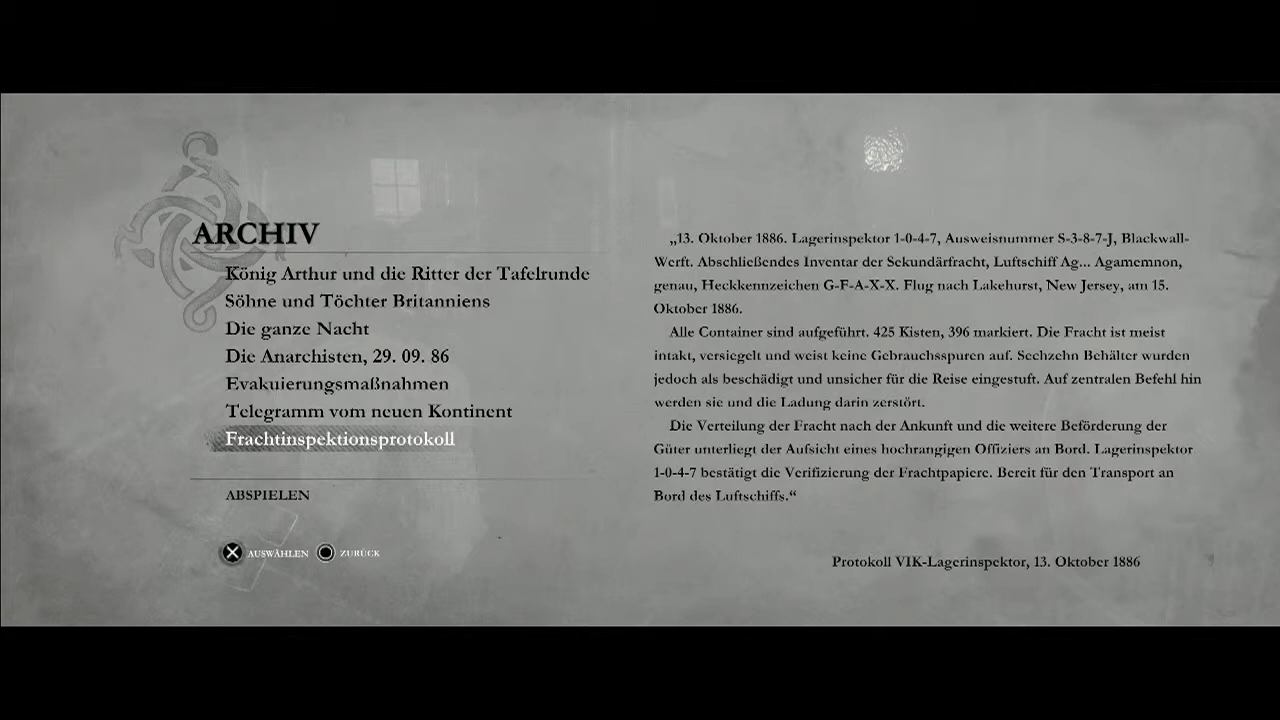 ARCHIV
König Arthur und die Ritter der Tafelrunde
Söhne und Töchter Britanniens
Die ganze Nacht
Die Anarchisten, 29. 09. 86
Evakuierungsmaßnahmen
Telegramm vom neuen Kontinent
Frachtinspektionsprotokoll
ABSPIELEN
AUSWÄHLEN ZURÜCK
„13. Oktober 1886. Lagerinspektor 1-0-4-7, Ausweisnummer S-3-8-7-J, Blackwall-
Werft. Abschließendes Inventar der Sekundärfracht, Luftschiff Ag... Agamemnon,
genau, Heckkennzeichen G-F-A-X-X. Flug nach Lakehurst, New Jersey, am 15.
Oktober 1886.
Alle Container sind aufgeführt. 425 Kisten, 396 markiert. Die Fracht ist meist
intakt, versiegelt und weist keine Gebrauchsspuren auf. Sechzehn Behälter wurden
jedoch als beschädigt und unsicher für die Reise eingestuft. Auf zentralen Befehl hin
werden sie und die Ladung darin zerstört.
Die Verteilung der Fracht nach der Ankunft und die weitere Beförderung der
Güter unterliegt der Aufsicht eines hochrangigen Offiziers an Bord. Lagerinspektor
1-0-4-7 bestätigt die Verifizierung der Frachtpapiere. Bereit für den Transport an
Bord des Luftschiffs.“
Protokoll VIK-Lagerinspektor, 13. Oktober 1886